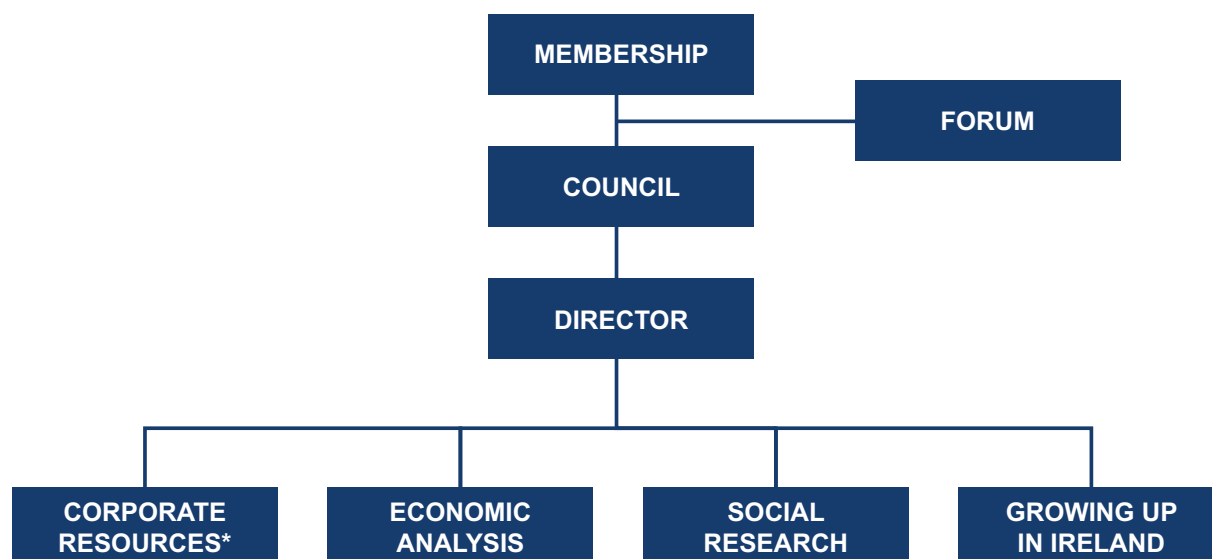 MEMBERSHIP
FORUM
COUNCIL
DIRECTOR
CORPORATE
RESOURCES*
ECONOMIC
ANALYSIS
SOCIAL
RESEARCH
GROWING UP
IN IRELAND